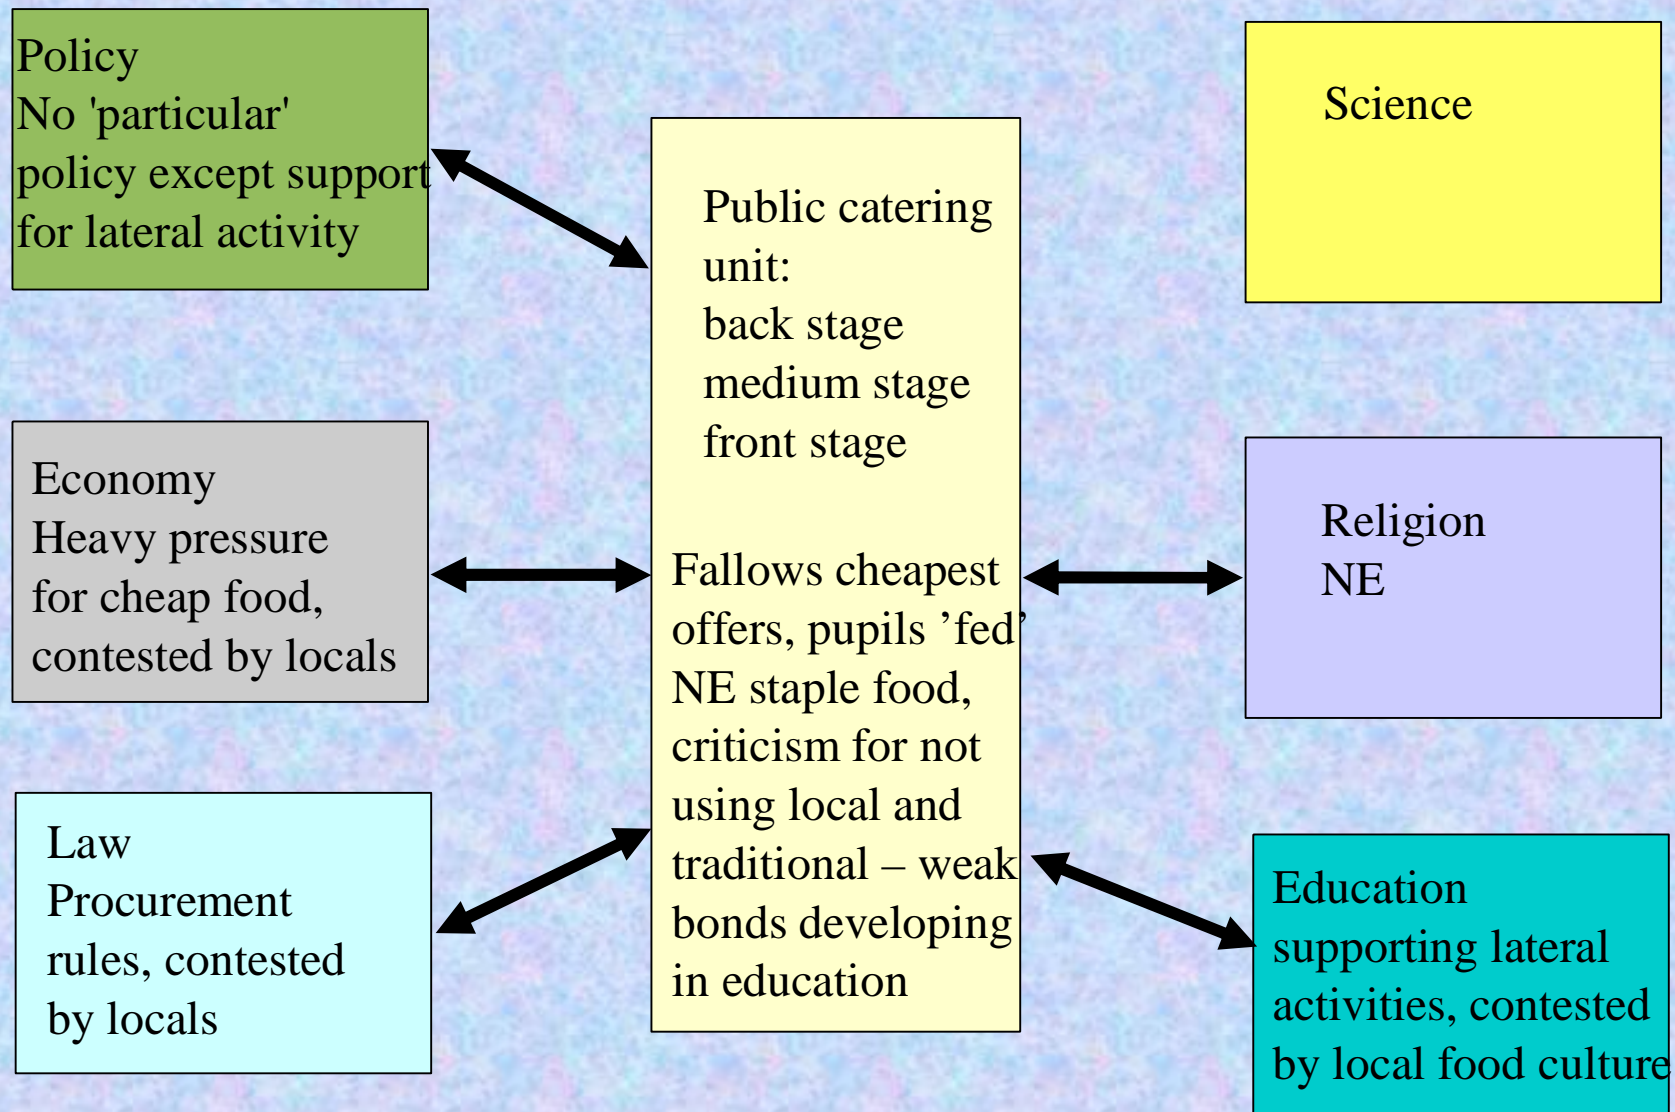 Policy
No 'particular'
policy except support
for lateral activity
Economy
Heavy pressure
for cheap food,
contested by locals
Law
Procurement
rules, contested
by locals
Public catering
unit:
back stage
medium stage
front stage
Fallows cheapest
offers, pupils ’fed’
NE staple food,
criticism for not
using local and
traditional – weak
bonds developing
in education
Science
Religion
NE
Education
supporting lateral
activities, contested
by local food culture